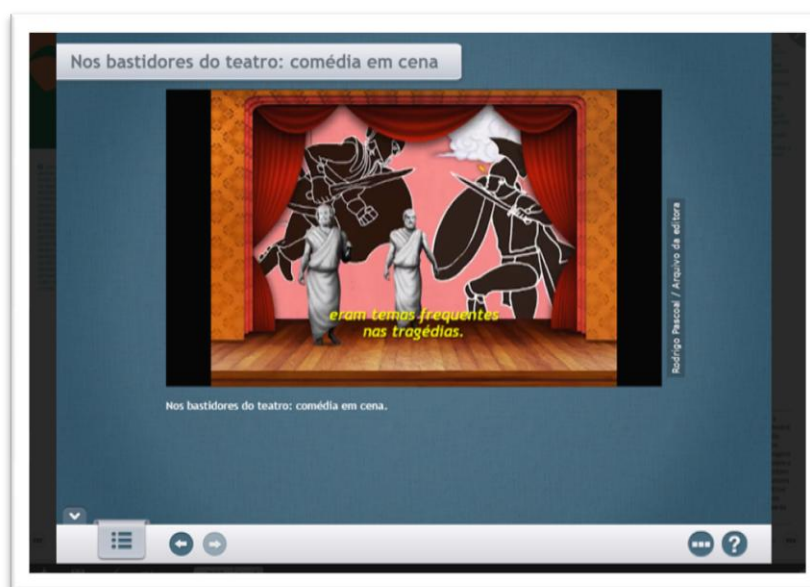 Nos bastidores do teatro: comédia em cena
eram temas frequentes
nas tragédias.
Rodrigo Pascoal / Arquivo da editora
Nos bastidores do teatro: comédia em cena.
?